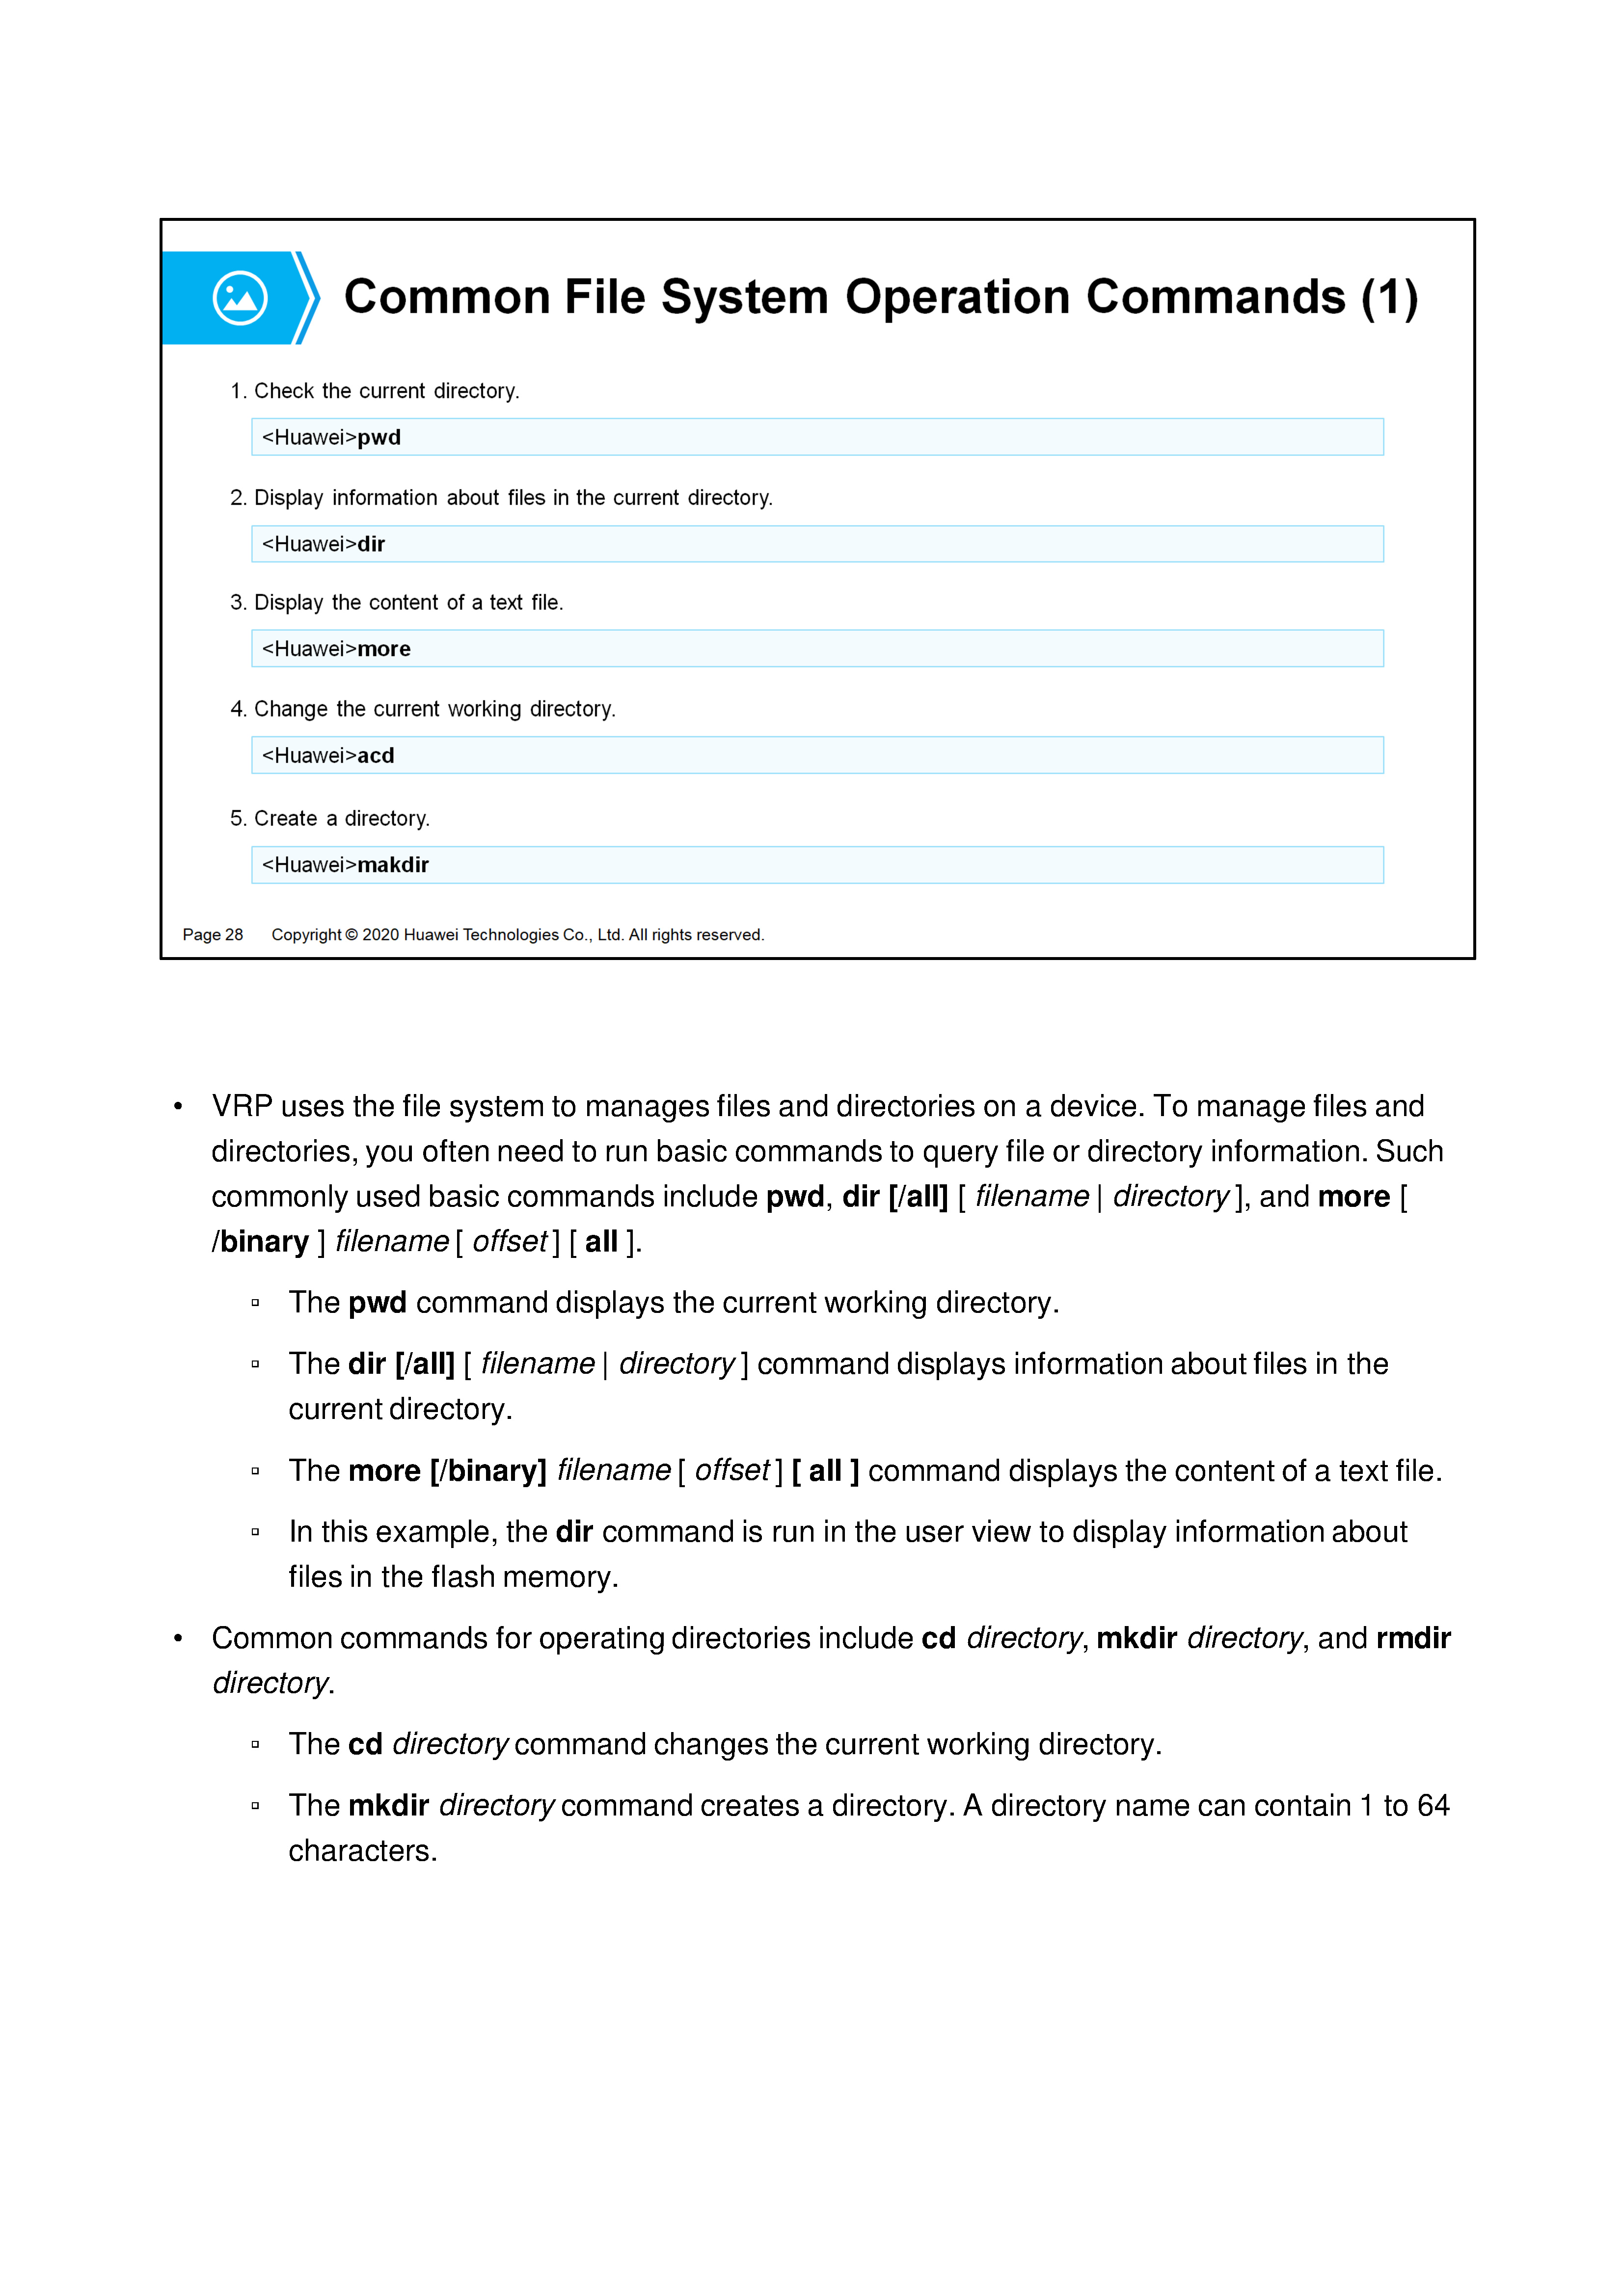 Common File System Operation Commands (1)
1. Check the current directory.
<Huawei>pwd
2. Display information about files in the current directory.
<Huawei>dir
3. Display the content of a text file.
<Huawei>more
4. Change the current working directory.
<Huawei>acd
5. Create a directory.
<Huawei>makdir
Page 28 Copyright © 2020 Huawei Technologies Co., Ltd. All rights reserved.
• VRP uses the file system to manages files and directories on a device. To manage files and
directories, you often need to run basic commands to query file or directory information. Such
commonly used basic commands include pwd, dir [/all] [ filename | directory ], and more [
/binary ] filename [ offset ] [ all ].
▫ The pwd command displays the current working directory.
▫ The dir [/all] [ filename | directory ] command displays information about files in the
current directory.
▫ The more [/binary] filename [ offset ] [ all ] command displays the content of a text file.
▫ In this example, the dir command is run in the user view to display information about
files in the flash memory.
• Common commands for operating directories include cd directory, mkdir directory, and rmdir
directory.
▫ The cd directory command changes the current working directory.
▫ The mkdir directory command creates a directory. A directory name can contain 1 to 64
characters.